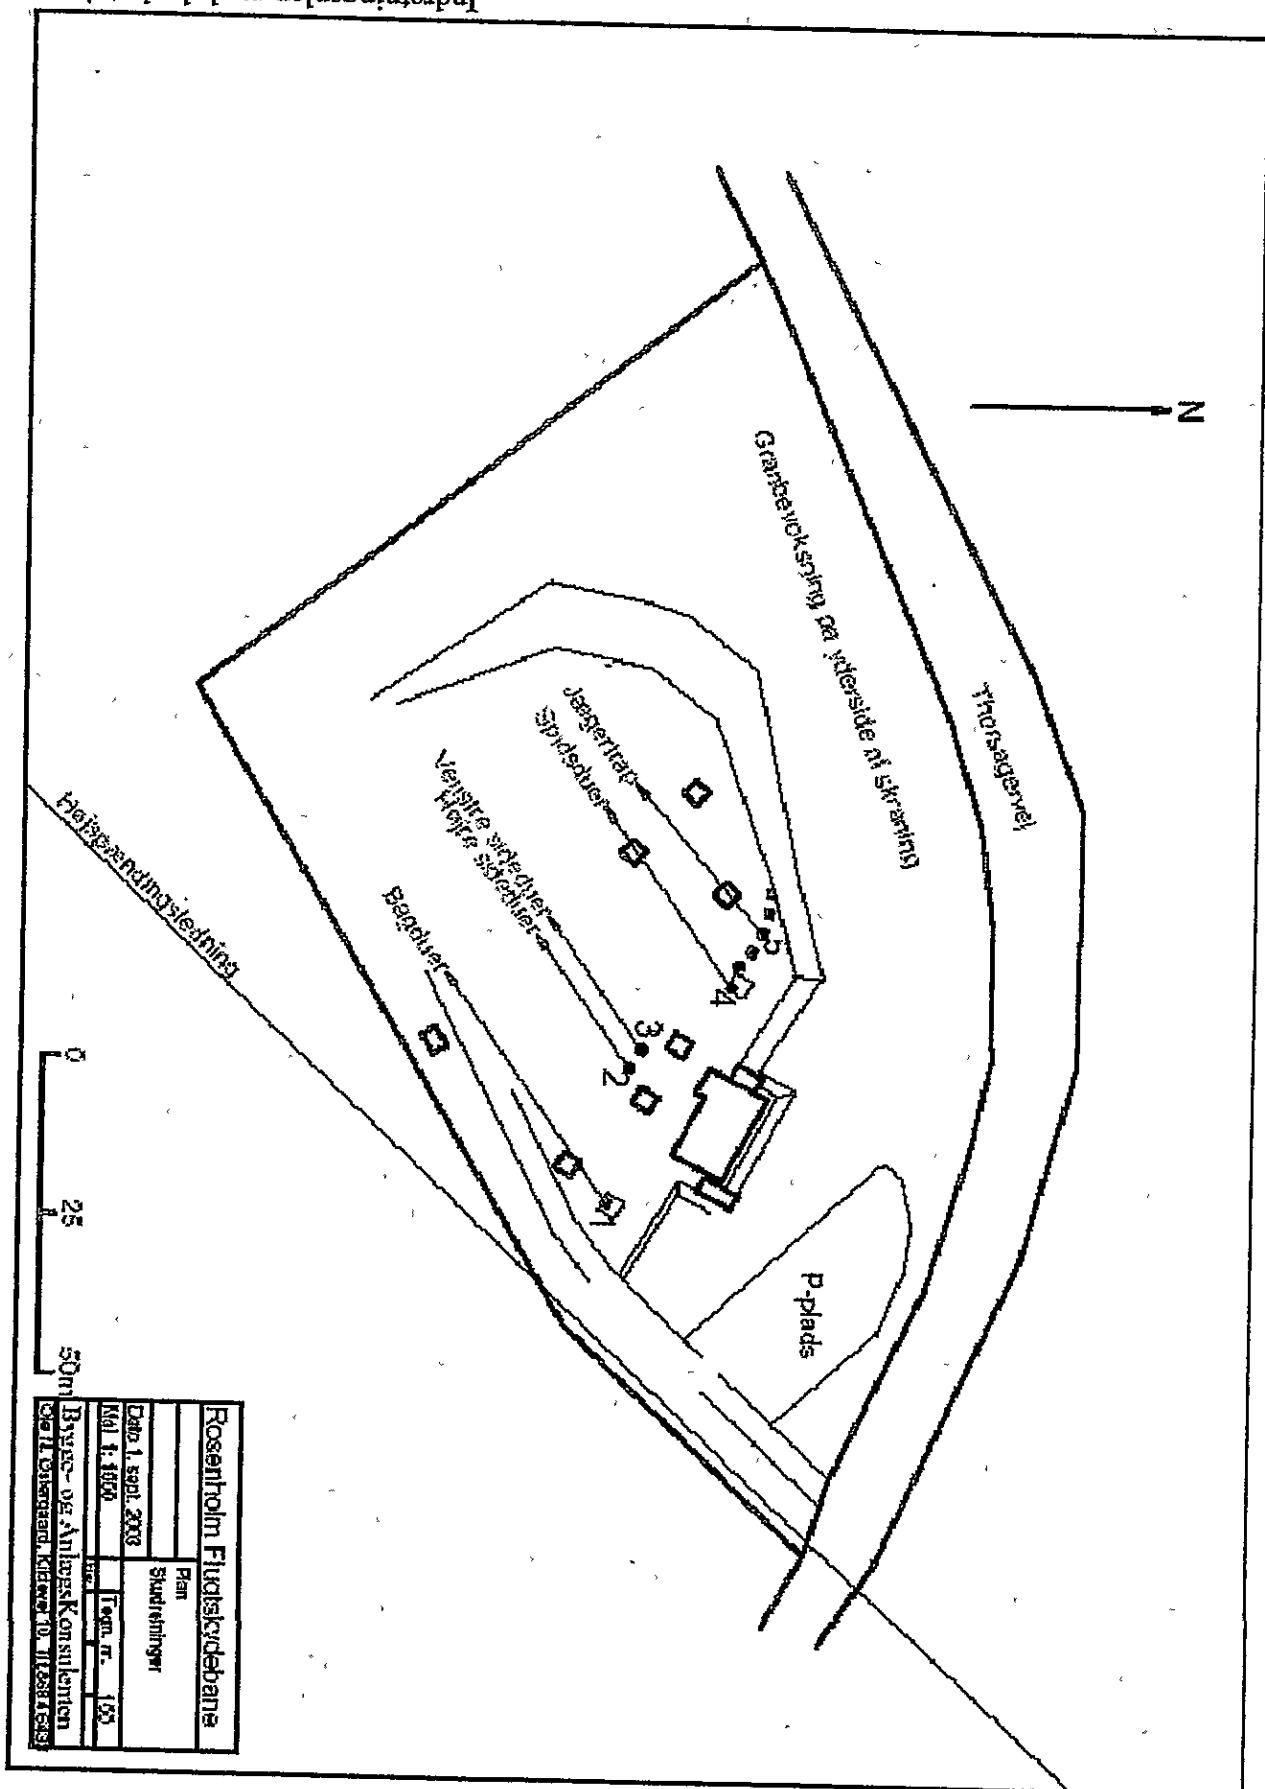 N
Thorsagervej
Granbevoksning på yderside af skråning
P-plads
Jægertrap
Spidsduer
Venstre sideduer
Højre sideduer
Bagduer
Højspændingsledning
5
4
3
2
1
0
25
50m
Rosenholm Flugtskydebane
Plan
Skudretninger
Dato 1. sept. 2003
Mål 1: 1000
Tegn. nr. 100
Bygge- og AnlægsKonsulenten